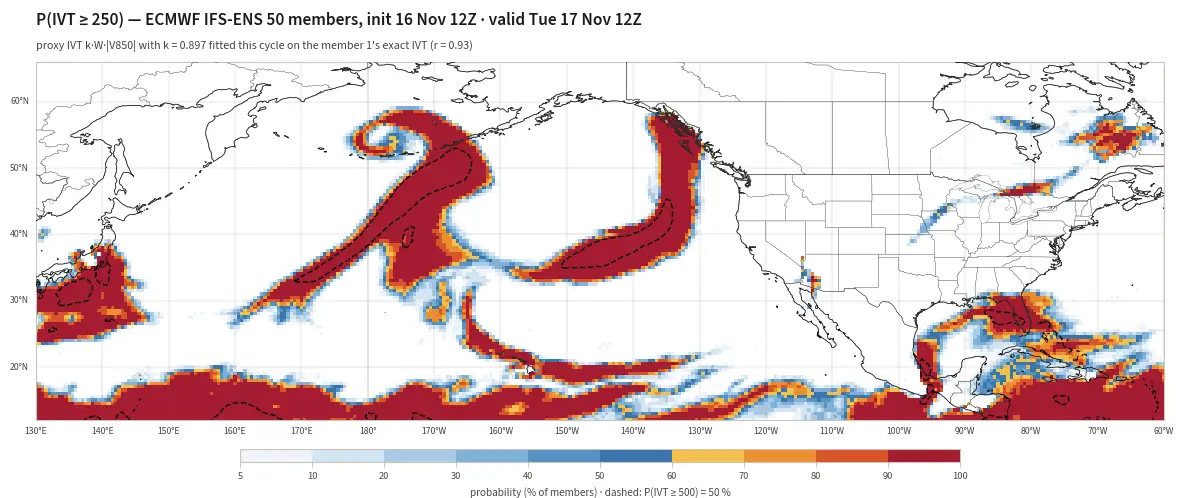 P(IVT ≥ 250) — ECMWF IFS-ENS 50 members, init 16 Nov 12Z · valid Tue 17 Nov 12Z
proxy IVT k·W·|V850| with k = 0.897 fitted this cycle on the member 1's exact IVT (r = 0.93)
60°N
50°N
40°N
30°N
20°N
130°E 140°E 150°E 160°E 170°E 180° 170°W 160°W 150°W 140°W 130°W 120°W 110°W 100°W 90°W 80°W 70°W 60°W
5 10 20 30 40 50 60 70 80 90 100
probability (% of members) · dashed: P(IVT ≥ 500) = 50 %